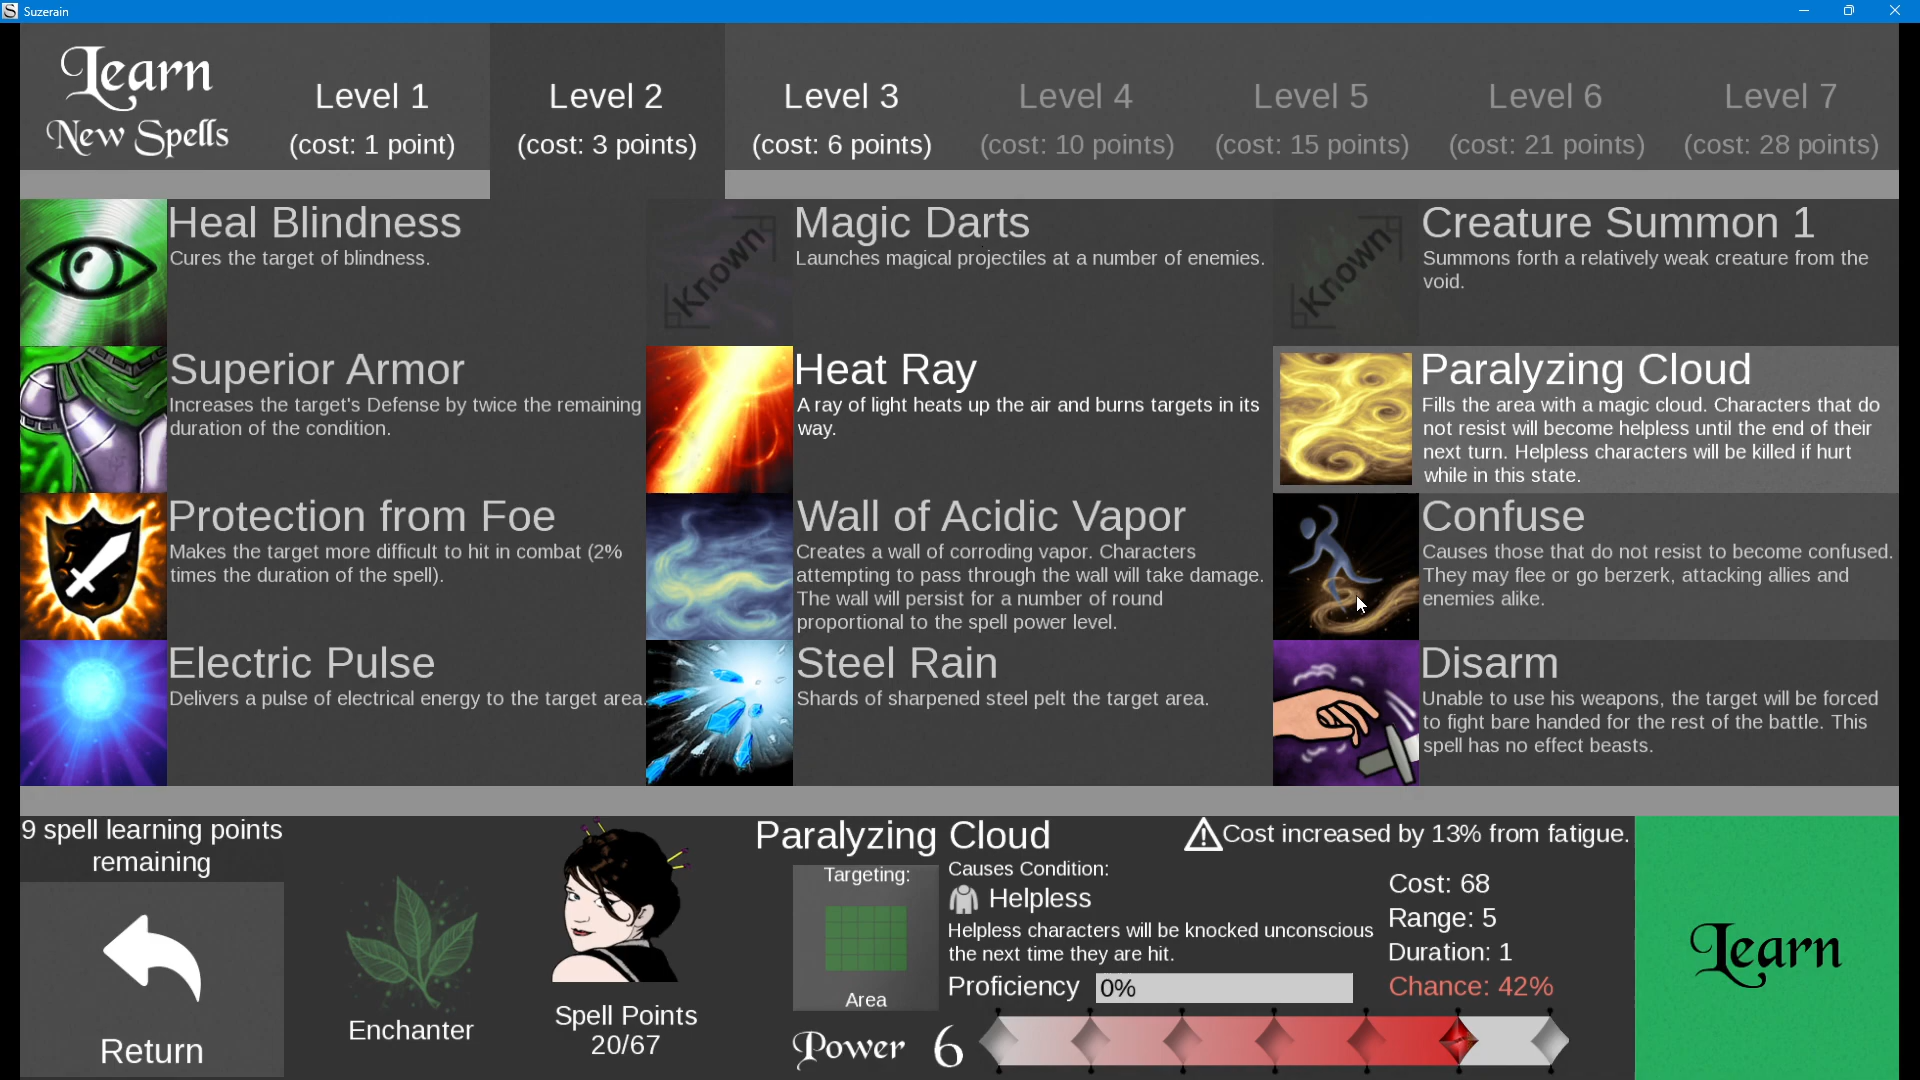 Suzerain
Learn
New Spells
Level 1
(cost: 1 point)
Level 2
(cost: 3 points)
Level 3
(cost: 6 points)
Level 4
(cost: 10 points)
Level 5
(cost: 15 points)
Level 6
(cost: 21 points)
Level 7
(cost: 28 points)
Heal Blindness
Cures the target of blindness.
Known
Magic Darts
Launches magical projectiles at a number of enemies.
Known
Creature Summon 1
Summons forth a relatively weak creature from the
void.
Superior Armor
Increases the target's Defense by twice the remaining
duration of the condition.
Heat Ray
A ray of light heats up the air and burns targets in its
way.
Paralyzing Cloud
Fills the area with a magic cloud. Characters that do
not resist will become helpless until the end of their
next turn. Helpless characters will be killed if hurt
while in this state.
Protection from Foe
Makes the target more difficult to hit in combat (2%
times the duration of the spell).
Wall of Acidic Vapor
Creates a wall of corroding vapor. Characters
attempting to pass through the wall will take damage.
The wall will persist for a number of round
proportional to the spell power level.
Confuse
Causes those that do not resist to become confused.
They may flee or go berzerk, attacking allies and
enemies alike.
Electric Pulse
Delivers a pulse of electrical energy to the target area.
Steel Rain
Shards of sharpened steel pelt the target area.
Disarm
Unable to use his weapons, the target will be forced
to fight bare handed for the rest of the battle. This
spell has no effect beasts.
9 spell learning points
remaining
Return
Enchanter
Spell Points
20/67
Paralyzing Cloud
Cost increased by 13% from fatigue.
Targeting:
Area
Causes Condition:
Helpless
Helpless characters will be knocked unconscious
the next time they are hit.
Proficiency 0%
Cost: 68
Range: 5
Duration: 1
Chance: 42%
Power 6
Learn